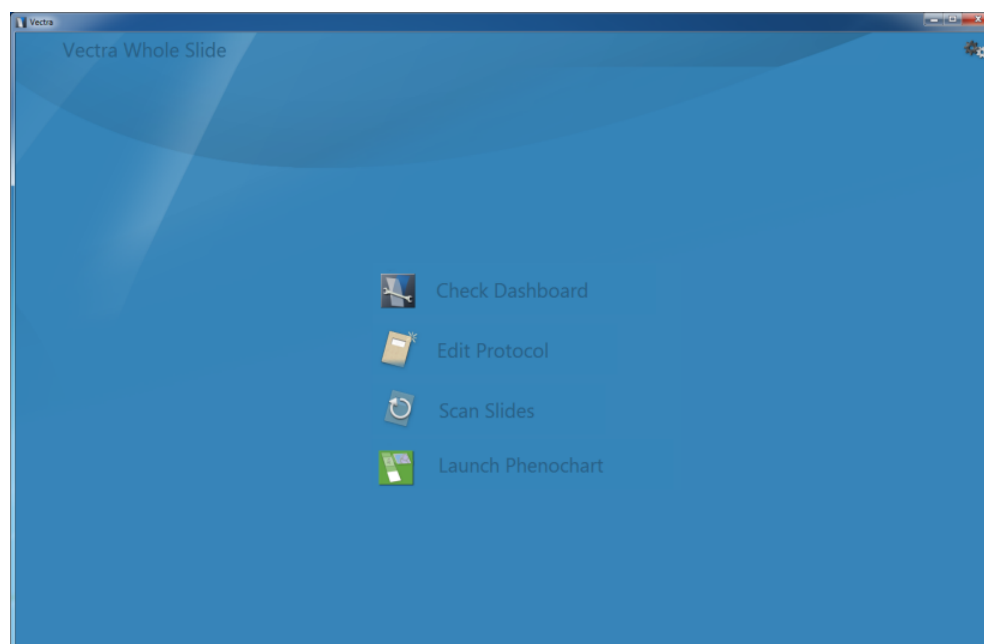 Vectra
Vectra Whole Slide
Check Dashboard
Edit Protocol
Scan Slides
Launch Phenochart